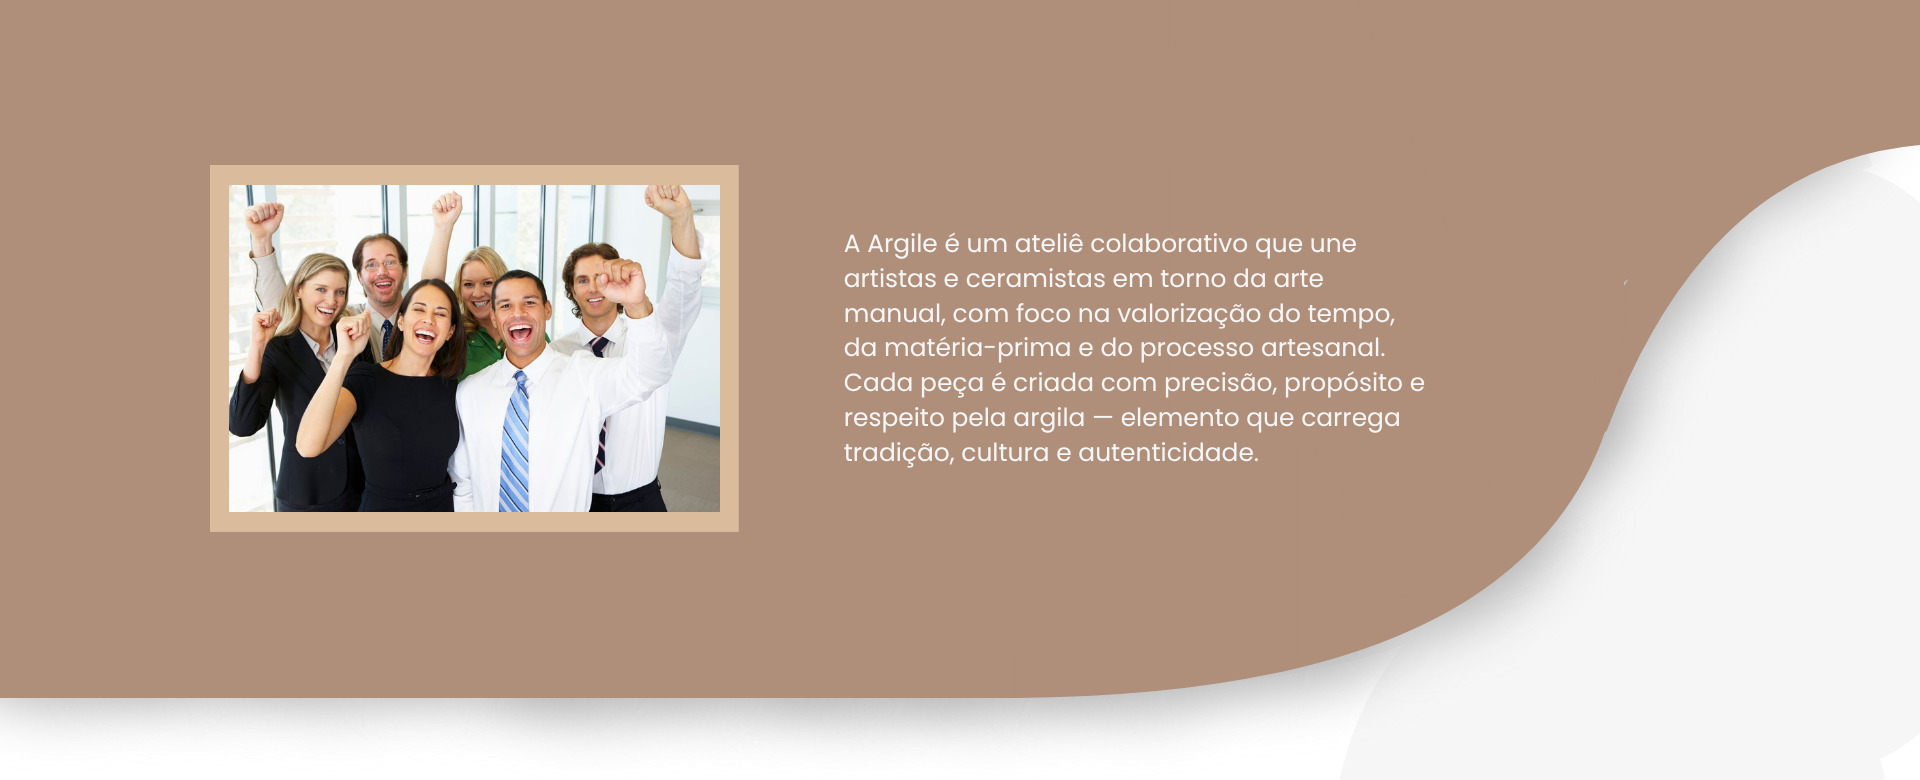 A Argile é um ateliê colaborativo que une
artistas e ceramistas em torno da arte
manual, com foco na valorização do tempo,
da matéria-prima e do processo artesanal.
Cada peça é criada com precisão, propósito e
respeito pela argila — elemento que carrega
tradição, cultura e autenticidade.